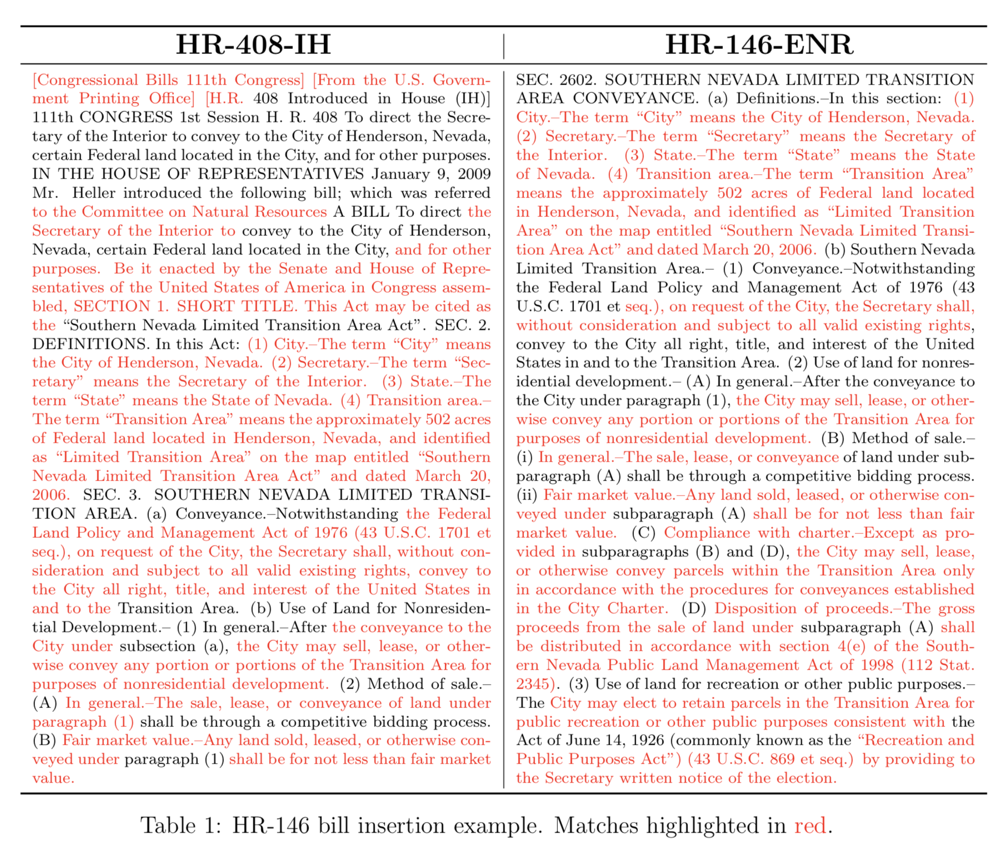 HR-408-IH
HR-146-ENR
[Congressional Bills 111th Congress] [From the U.S. Govern-
ment Printing Office] [H.R. 408 Introduced in House (IH)]
111th CONGRESS 1st Session H. R. 408 To direct the Secre-
tary of the Interior to convey to the City of Henderson, Nevada,
certain Federal land located in the City, and for other purposes.
IN THE HOUSE OF REPRESENTATIVES January 9, 2009
Mr. Heller introduced the following bill; which was referred
to the Committee on Natural Resources A BILL To direct the
Secretary of the Interior to convey to the City of Henderson,
Nevada, certain Federal land located in the City, and for other
purposes. Be it enacted by the Senate and House of Repre-
sentatives of the United States of America in Congress assem-
bled, SECTION 1. SHORT TITLE. This Act may be cited as
the “Southern Nevada Limited Transition Area Act”. SEC. 2.
DEFINITIONS. In this Act: (1) City.–The term “City” means
the City of Henderson, Nevada. (2) Secretary.–The term “Sec-
retary” means the Secretary of the Interior. (3) State.–The
term “State” means the State of Nevada. (4) Transition area.–
The term “Transition Area” means the approximately 502 acres
of Federal land located in Henderson, Nevada, and identified
as “Limited Transition Area” on the map entitled “Southern
Nevada Limited Transition Area Act” and dated March 20,
2006. SEC. 3. SOUTHERN NEVADA LIMITED TRANSI-
TION AREA. (a) Conveyance.–Notwithstanding the Federal
Land Policy and Management Act of 1976 (43 U.S.C. 1701 et
seq.), on request of the City, the Secretary shall, without con-
sideration and subject to all valid existing rights, convey to
the City all right, title, and interest of the United States in
and to the Transition Area. (b) Use of Land for Nonresiden-
tial Development.– (1) In general.–After the conveyance to the
City under subsection (a), the City may sell, lease, or other-
wise convey any portion or portions of the Transition Area for
purposes of nonresidential development. (2) Method of sale.–
(A) In general.–The sale, lease, or conveyance of land under
paragraph (1) shall be through a competitive bidding process.
(B) Fair market value.–Any land sold, leased, or otherwise con-
veyed under paragraph (1) shall be for not less than fair market
value.
SEC. 2602. SOUTHERN NEVADA LIMITED TRANSITION
AREA CONVEYANCE. (a) Definitions.–In this section: (1)
City.–The term “City” means the City of Henderson, Nevada.
(2) Secretary.–The term “Secretary” means the Secretary of
the Interior. (3) State.–The term “State” means the State
of Nevada. (4) Transition area.–The term “Transition Area”
means the approximately 502 acres of Federal land located
in Henderson, Nevada, and identified as “Limited Transition
Area” on the map entitled “Southern Nevada Limited Transi-
tion Area Act” and dated March 20, 2006. (b) Southern Nevada
Limited Transition Area.– (1) Conveyance.–Notwithstanding
the Federal Land Policy and Management Act of 1976 (43
U.S.C. 1701 et seq.), on request of the City, the Secretary shall,
without consideration and subject to all valid existing rights,
convey to the City all right, title, and interest of the United
States in and to the Transition Area. (2) Use of land for nonres-
idential development.– (A) In general.–After the conveyance to
the City under paragraph (1), the City may sell, lease, or other-
wise convey any portion or portions of the Transition Area for
purposes of nonresidential development. (B) Method of sale.–
(i) In general.–The sale, lease, or conveyance of land under sub-
paragraph (A) shall be through a competitive bidding process.
(ii) Fair market value.–Any land sold, leased, or otherwise con-
veyed under subparagraph (A) shall be for not less than fair
market value. (C) Compliance with charter.–Except as pro-
vided in subparagraphs (B) and (D), the City may sell, lease,
or otherwise convey parcels within the Transition Area only
in accordance with the procedures for conveyances established
in the City Charter. (D) Disposition of proceeds.–The gross
proceeds from the sale of land under subparagraph (A) shall
be distributed in accordance with section 4(e) of the South-
ern Nevada Public Land Management Act of 1998 (112 Stat.
2345). (3) Use of land for recreation or other public purposes.–
The City may elect to retain parcels in the Transition Area for
public recreation or other public purposes consistent with the
Act of June 14, 1926 (commonly known as the “Recreation and
Public Purposes Act”) (43 U.S.C. 869 et seq.) by providing to
the Secretary written notice of the election.
Table 1: HR-146 bill insertion example. Matches highlighted in red.